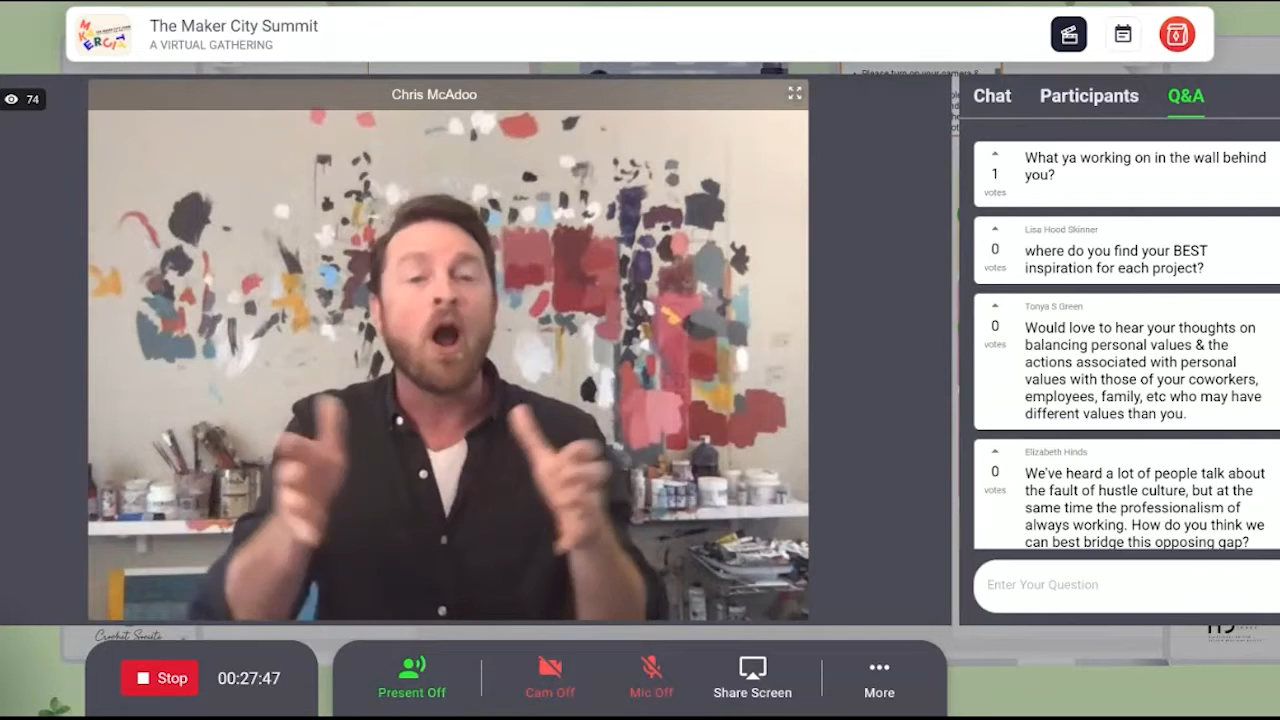 The Maker City Summit
A VIRTUAL GATHERING
74
Chris McAdoo
Chat Participants Q&A
1
votes
What ya working on in the wall behind
you?
Lisa Hood Skinner
0
votes
where do you find your BEST
inspiration for each project?
Tonya S Green
0
votes
Would love to hear your thoughts on
balancing personal values & the
actions associated with personal
values with those of your coworkers,
employees, family, etc who may have
different values than you.
Elizabeth Hinds
0
votes
We've heard a lot of people talk about
the fault of hustle culture, but at the
same time the professionalism of
always working. How do you think we
can best bridge this opposing gap?
Enter Your Question
Stop
00:27:47
Present Off
Cam Off
Mic Off
Share Screen
More